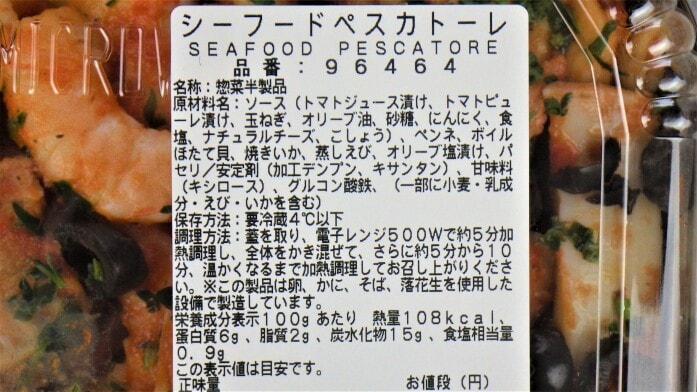 MICROW
シーフードペスカトーレ
SEAFOOD PESCATORE
品番：96464
名称：惣菜半製品
原材料名：ソース（トマトジュース漬け、トマトピュ
ーレ漬け、玉ねぎ、オリーブ油、砂糖、にんにく、食
塩、ナチュラルチーズ、こしょう）、ペンネ、ボイル
ほたて貝、焼きいか、蒸しえび、オリーブ塩漬け、パ
セリ／安定剤（加工デンプン、キサンタン）、甘味料
（キシロース）、グルコン酸鉄、（一部に小麦・乳成
分・えび・いかを含む）
保存方法：要冷蔵4℃以下
調理方法：蓋を取り、電子レンジ500Wで約5分加
熱調理し、全体をかき混ぜて、さらに約5分から10
分、温かくなるまで加熱調理してお召し上がりくださ
い。※この製品は卵、かに、そば、落花生を使用した
設備で製造しています。
栄養成分表示100gあたり 熱量108kcal、
蛋白質6g、脂質2g、炭水化物15g、食塩相当量
0.9g
この表示値は目安です。
正味量 お値段（円）